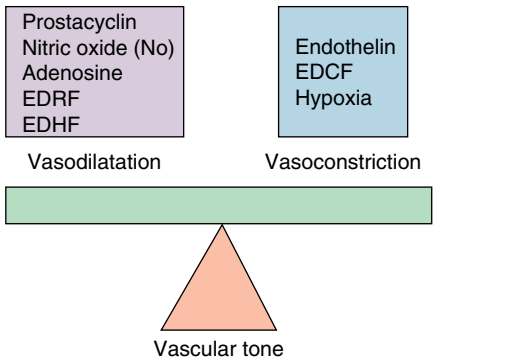 Prostacyclin
Nitric oxide (No)
Adenosine
EDRF
EDHF
Endothelin
EDCF
Hypoxia
Vasodilatation
Vasoconstriction
Vascular tone